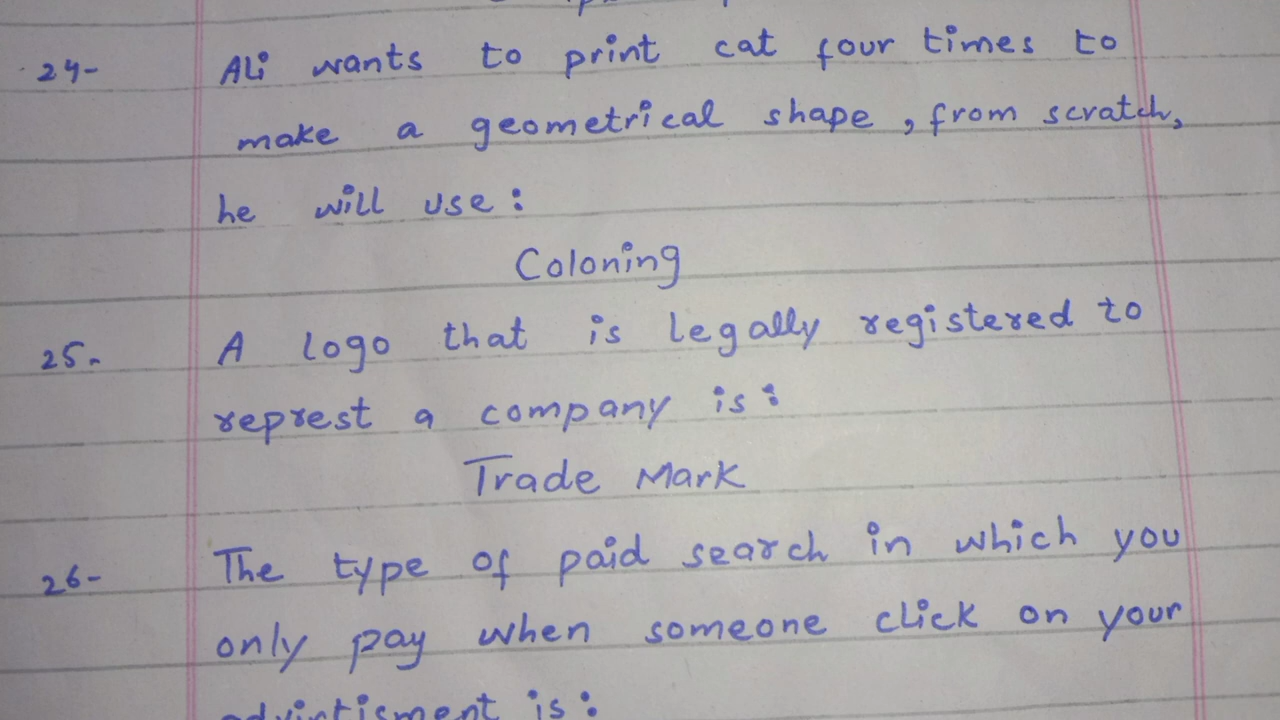 24- Ali wants to print cat four times to
make a geometrical shape, from scratch,
he will use:
Coloning
25- A logo that is legally registered to
represt a company is:
Trade Mark
26- The type of paid search in which you
only pay when someone click on your
advirtisment is: